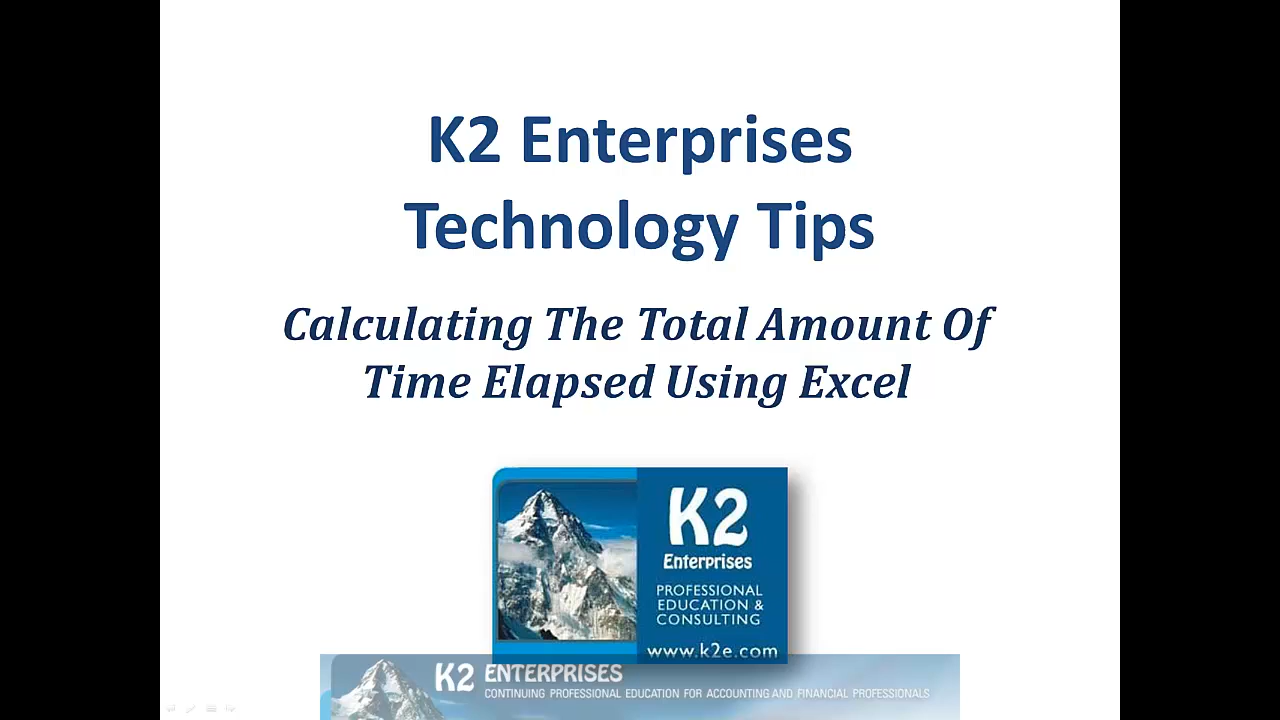 K2 Enterprises
Technology Tips
Calculating The Total Amount Of
Time Elapsed Using Excel
K2
Enterprises
PROFESSIONAL
EDUCATION &
CONSULTING
www.k2e.com
K2 ENTERPRISES
CONTINUING PROFESSIONAL EDUCATION FOR ACCOUNTING AND FINANCIAL PROFESSIONALS